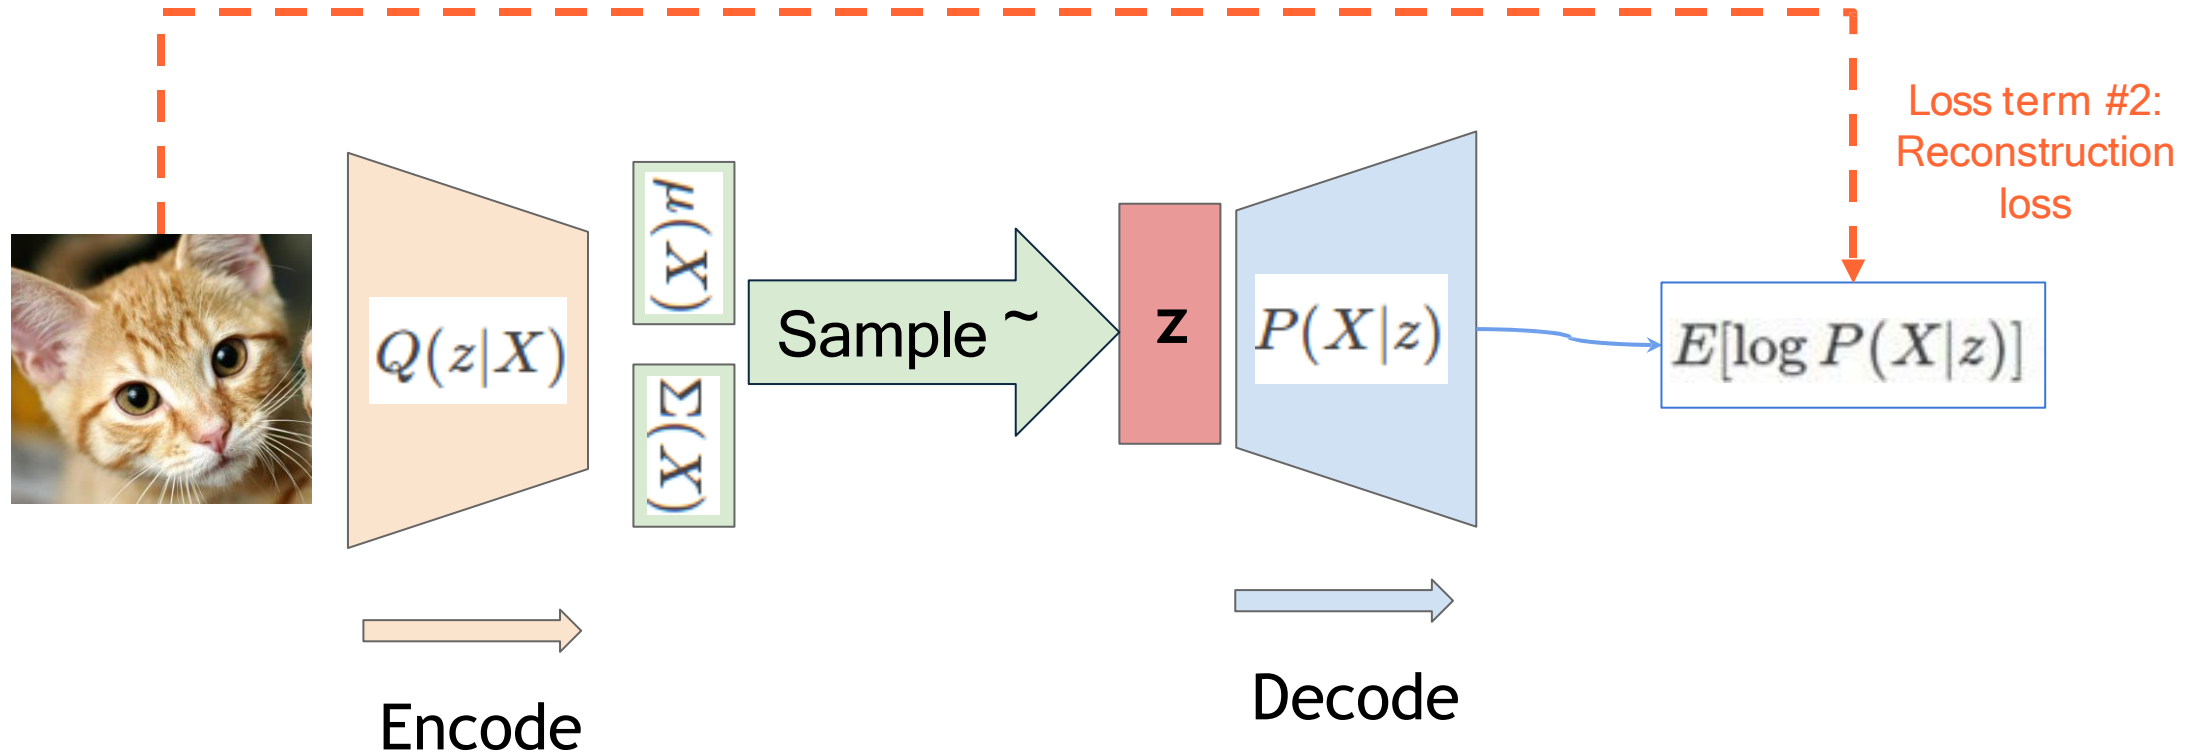 Loss term #2:
Reconstruction
loss
Q(z|X)
μ(X)
Σ(X)
Sample ~
z
P(X|z)
E[log P(X|z)]
Encode
Decode